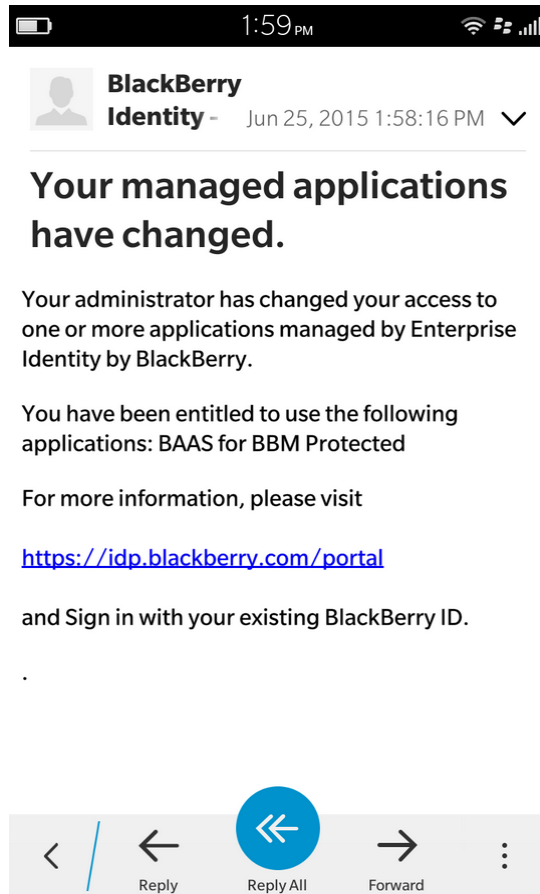 1:59 PM
BlackBerry
Identity - Jun 25, 2015 1:58:16 PM
Your managed applications
have changed.
Your administrator has changed your access to
one or more applications managed by Enterprise
Identity by BlackBerry.
You have been entitled to use the following
applications: BAAS for BBM Protected
For more information, please visit
https://idp.blackberry.com/portal
and Sign in with your existing BlackBerry ID.
.
Reply Reply All Forward